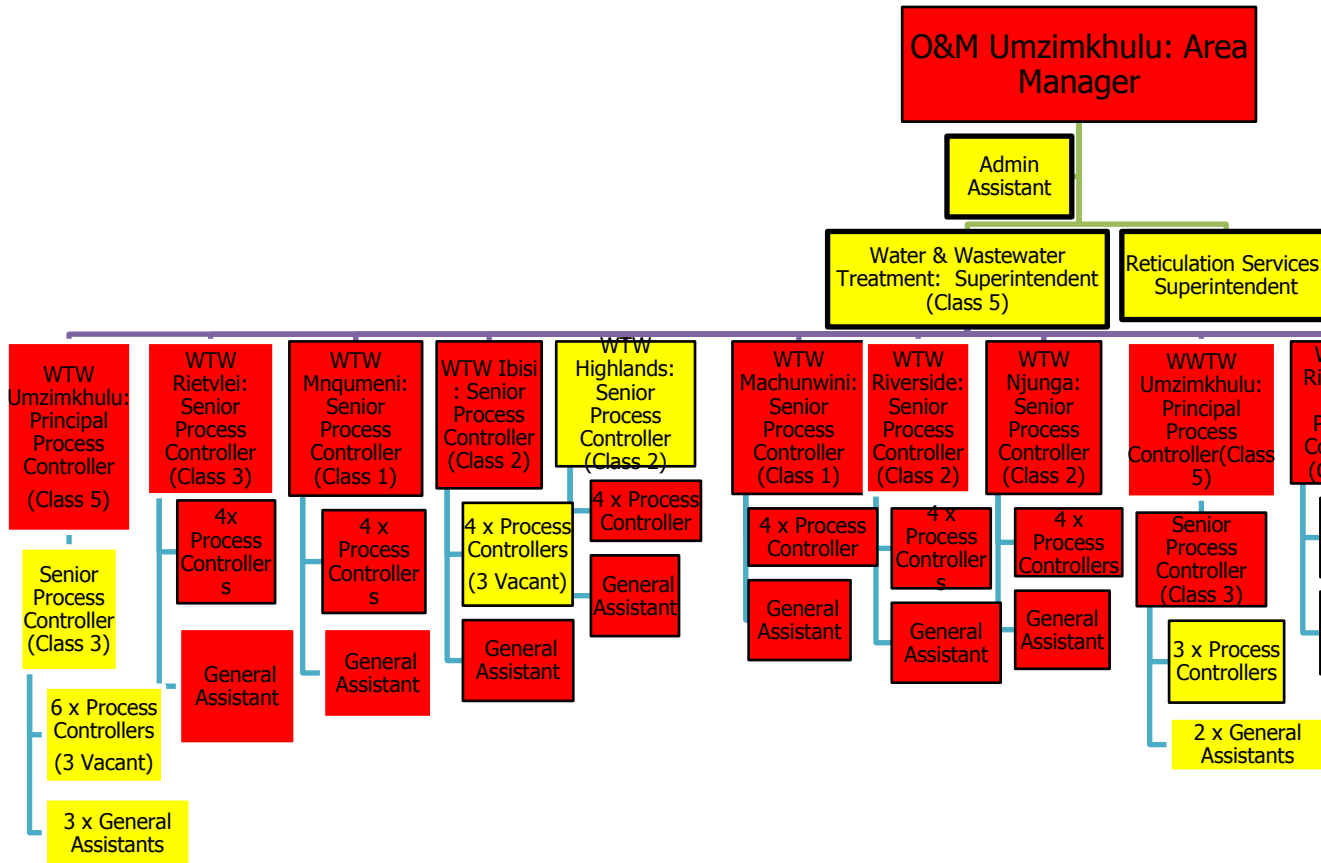 O&M Umzimkhulu: Area
Manager
Admin
Assistant
Water & Wastewater
Treatment: Superintendent
(Class 5)
Reticulation Services
Superintendent
WTW
Umzimkhulu:
Principal
Process
Controller
(Class 5)
Senior
Process
Controller
(Class 3)
6 x Process
Controllers
(3 Vacant)
3 x General
Assistants
WTW
Rietvlei:
Senior
Process
Controller
(Class 3)
4x
Process
Controller
s
General
Assistant
WTW
Mnqumeni:
Senior
Process
Controller
(Class 1)
4 x
Process
Controller
s
General
Assistant
WTW Ibisi
: Senior
Process
Controller
(Class 2)
4 x Process
Controllers
(3 Vacant)
General
Assistant
WTW
Highlands:
Senior
Process
Controller
(Class 2)
4 x Process
Controller
General
Assistant
WTW
Machunwini:
Senior
Process
Controller
(Class 1)
4 x Process
Controller
General
Assistant
WTW
Riverside:
Senior
Process
Controller
(Class 2)
4 x
Process
Controller
s
General
Assistant
WTW
Njunga:
Senior
Process
Controller
(Class 2)
4 x
Process
Controllers
General
Assistant
WWTW
Umzimkhulu:
Principal
Process
Controller(Class
5)
Senior
Process
Controller
(Class 3)
3 x Process
Controllers
2 x General
Assistants